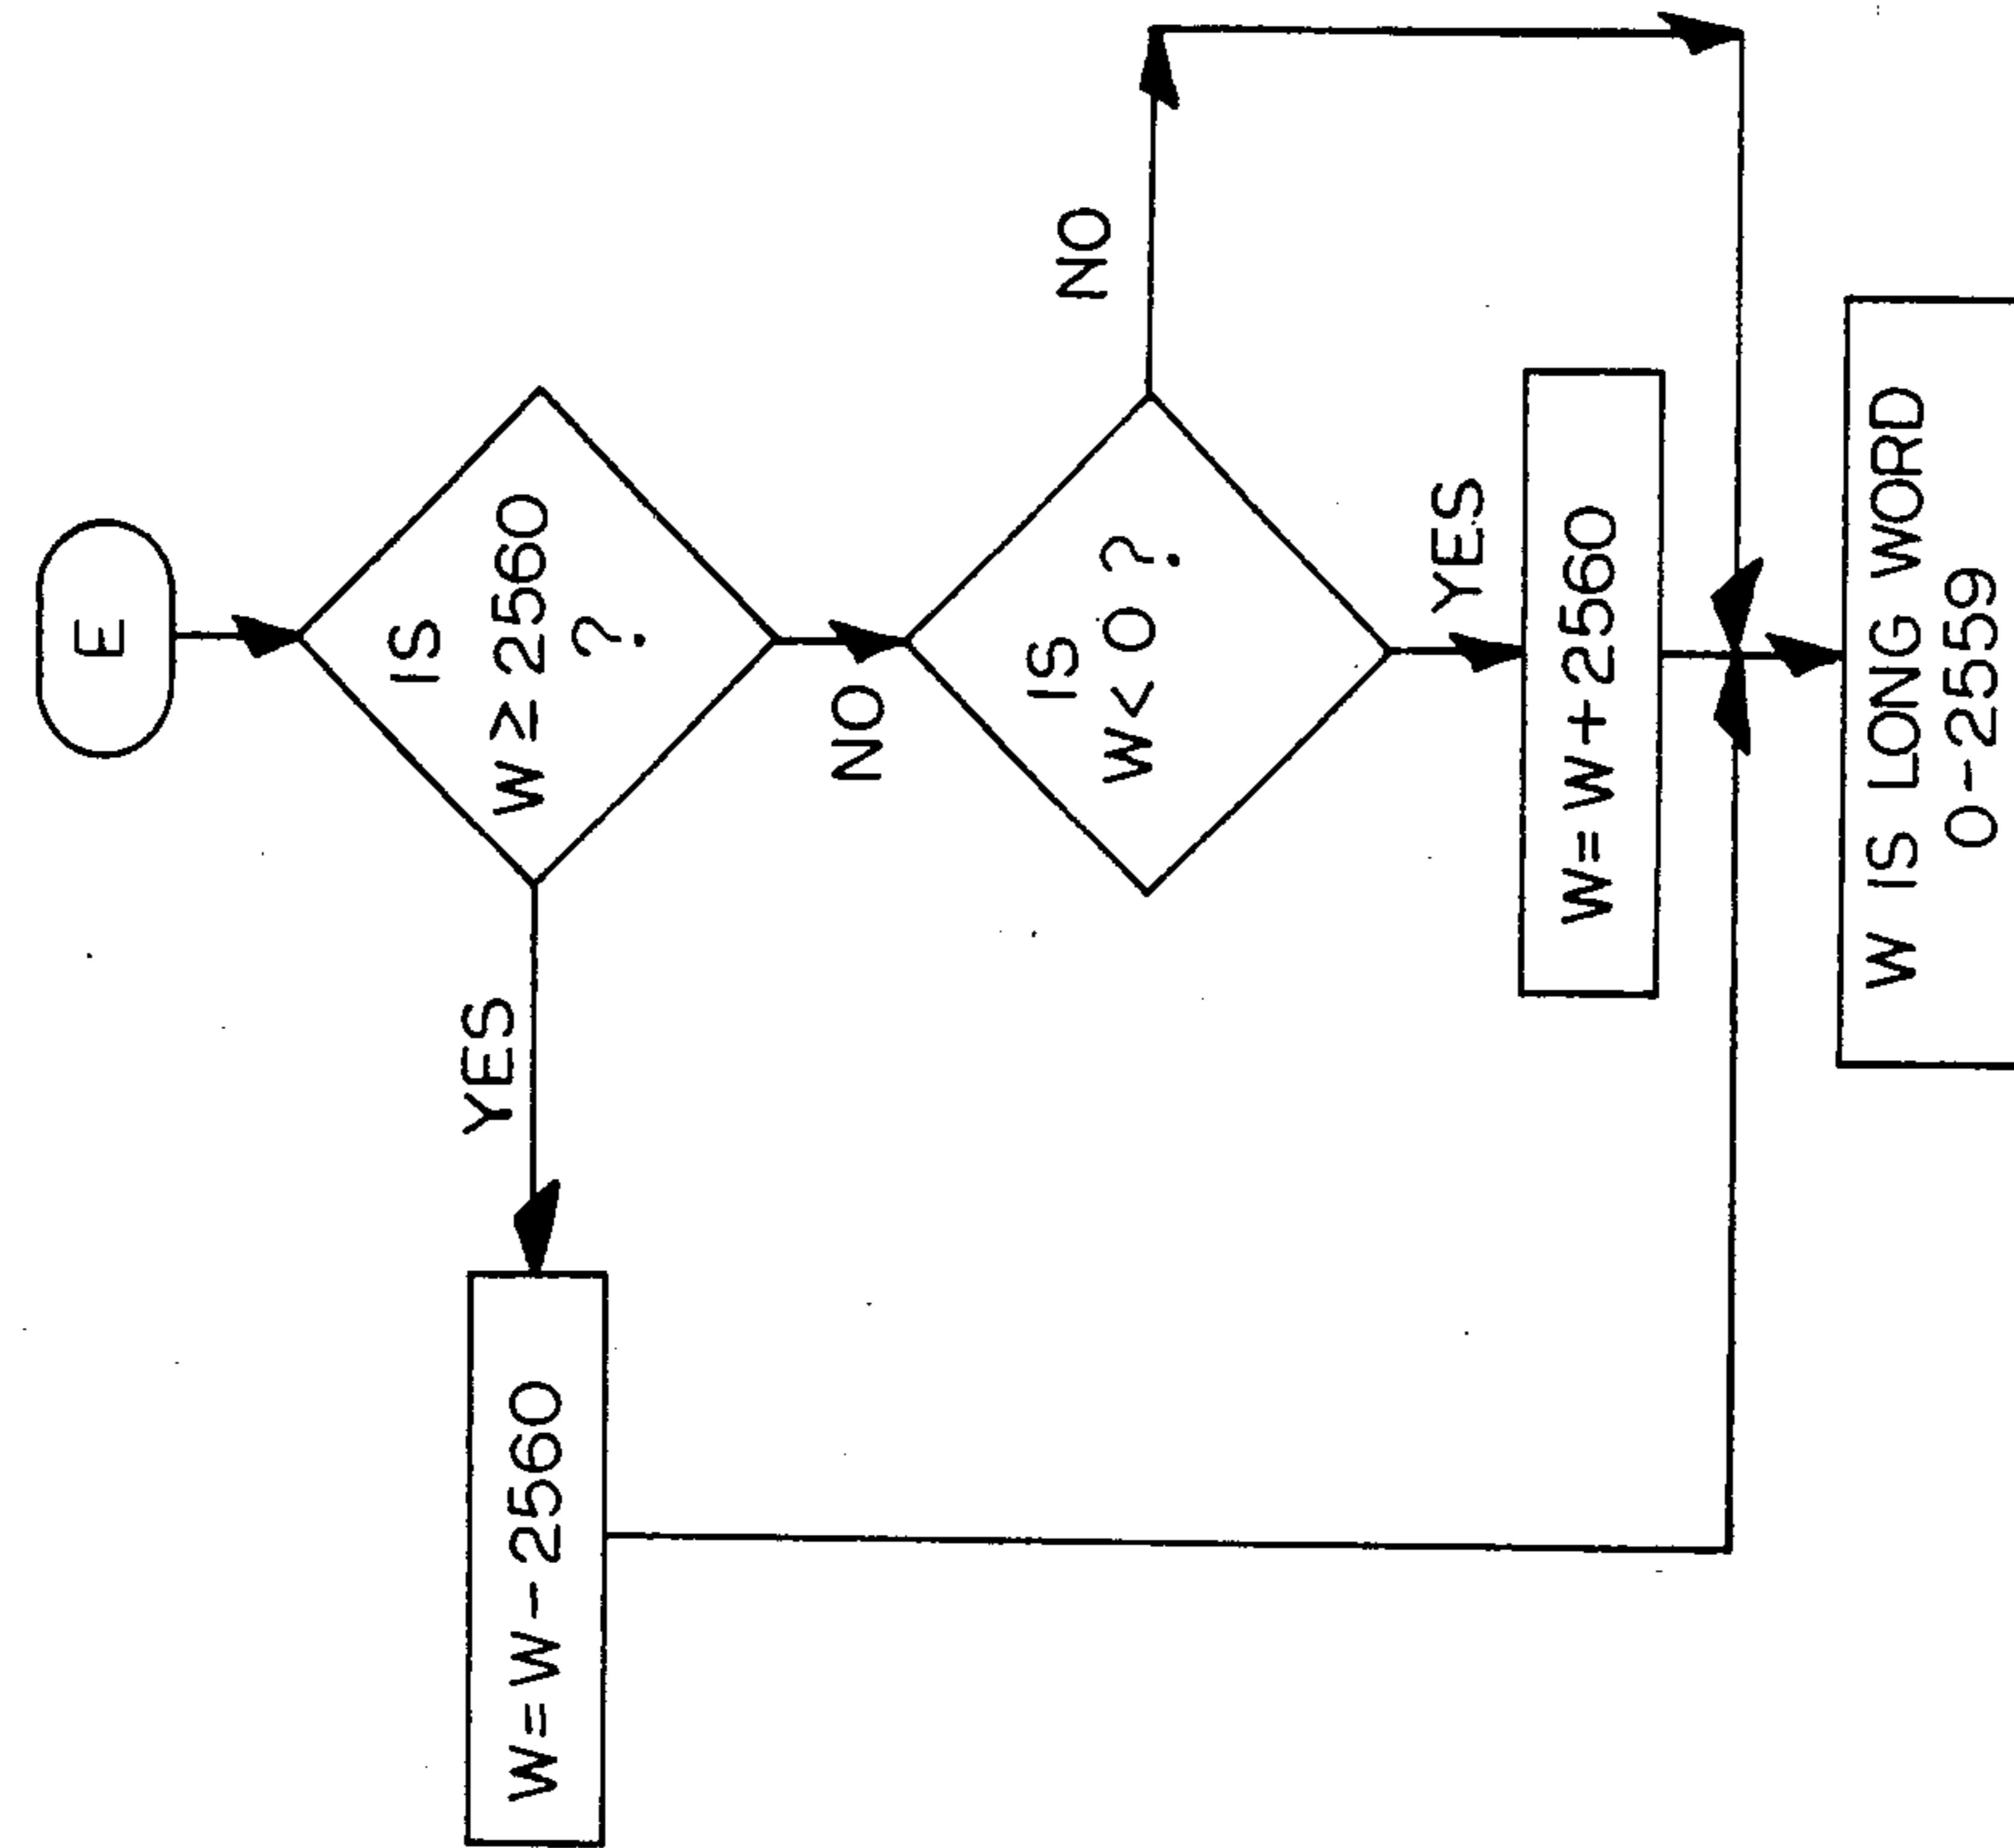 E
IS
W ≥ 2560
?
YES
W=W-2560
NO
IS
W < 0 ?
NO
YES
W=W+2560
W IS LONG WORD
0-2559